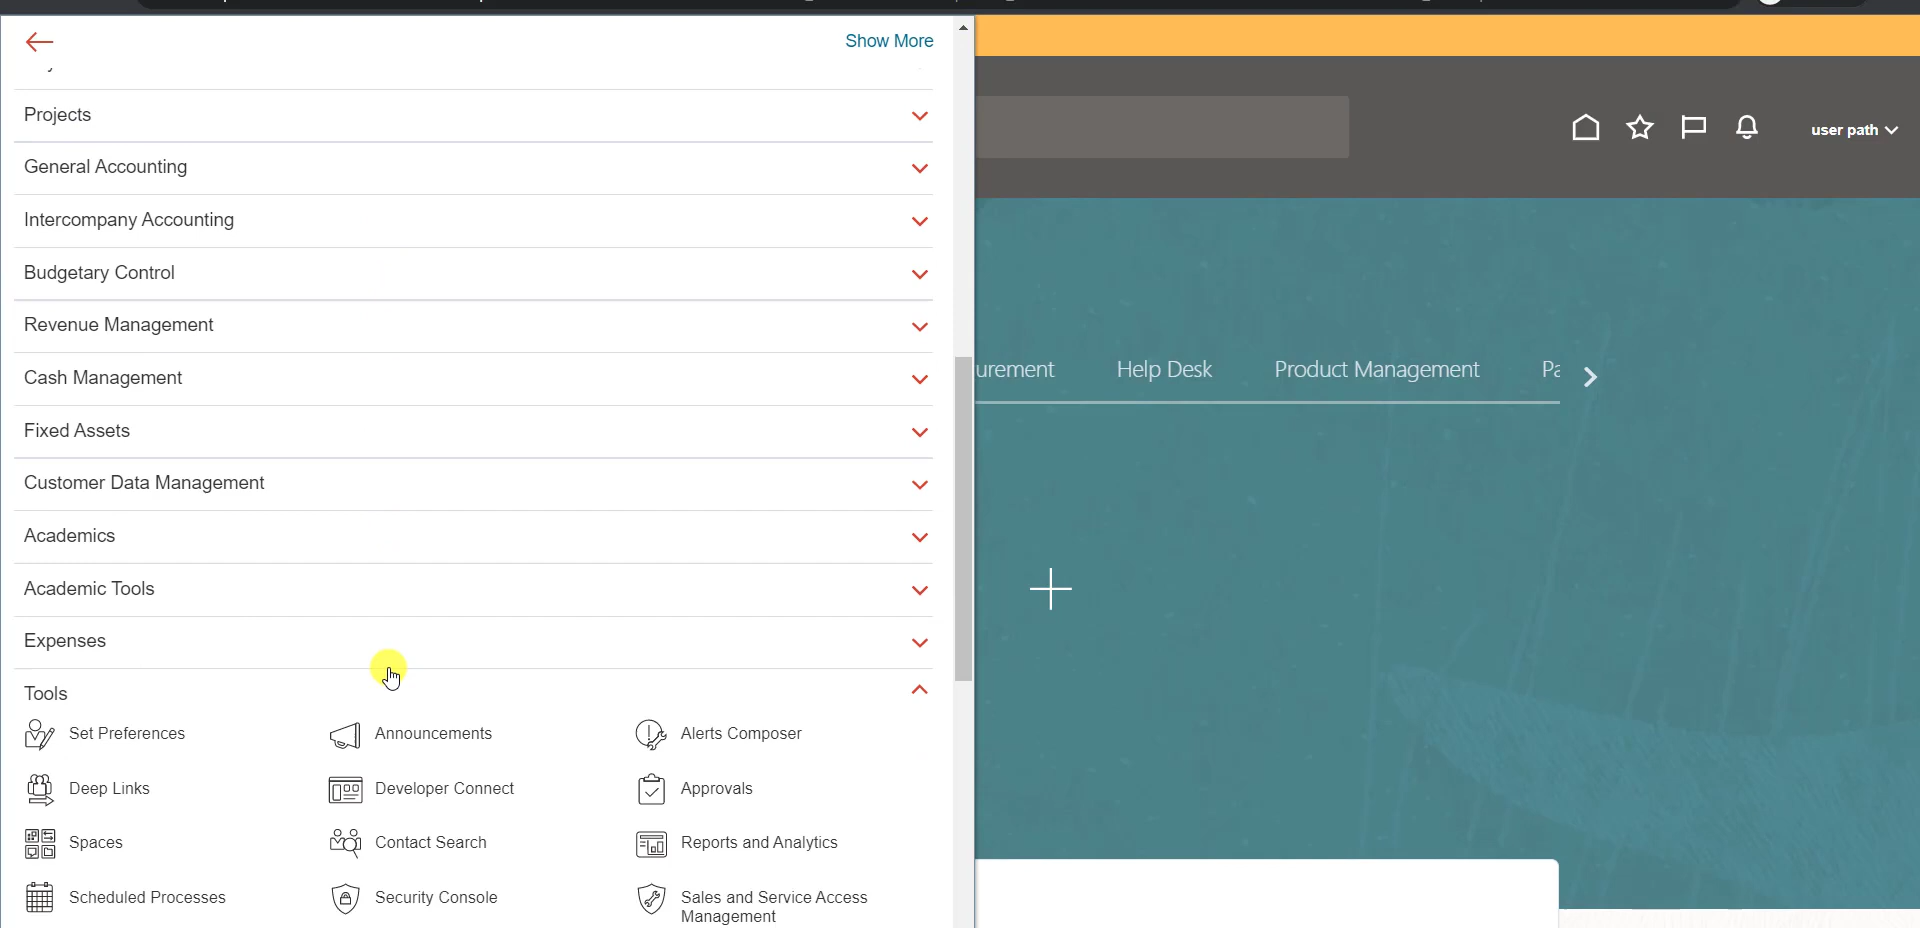 Show More
Projects
General Accounting
Intercompany Accounting
Budgetary Control
Revenue Management
Cash Management
Fixed Assets
Customer Data Management
Academics
Academic Tools
Expenses
Tools
Set Preferences
Announcements
Alerts Composer
Deep Links
Developer Connect
Approvals
Spaces
Contact Search
Reports and Analytics
Scheduled Processes
Security Console
Sales and Service Access
Management
user path
Help Desk
Product Management